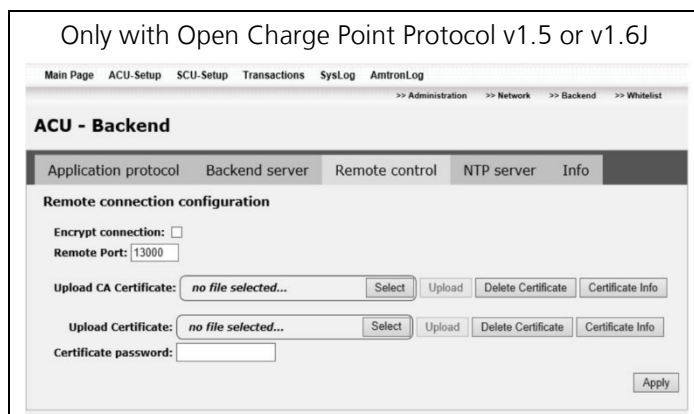 Only with Open Charge Point Protocol v1.5 or v1.6J
Main Page ACU-Setup SCU-Setup Transactions SysLog AmtronLog
>> Administration >> Network >> Backend >> Whitelist
ACU - Backend
Application protocol Backend server Remote control NTP server Info
Remote connection configuration
Encrypt connection:
Remote Port: 13000
Upload CA Certificate: no file selected... Select Upload Delete Certificate Certificate Info
Upload Certificate: no file selected... Select Upload Delete Certificate Certificate Info
Certificate password:
Apply